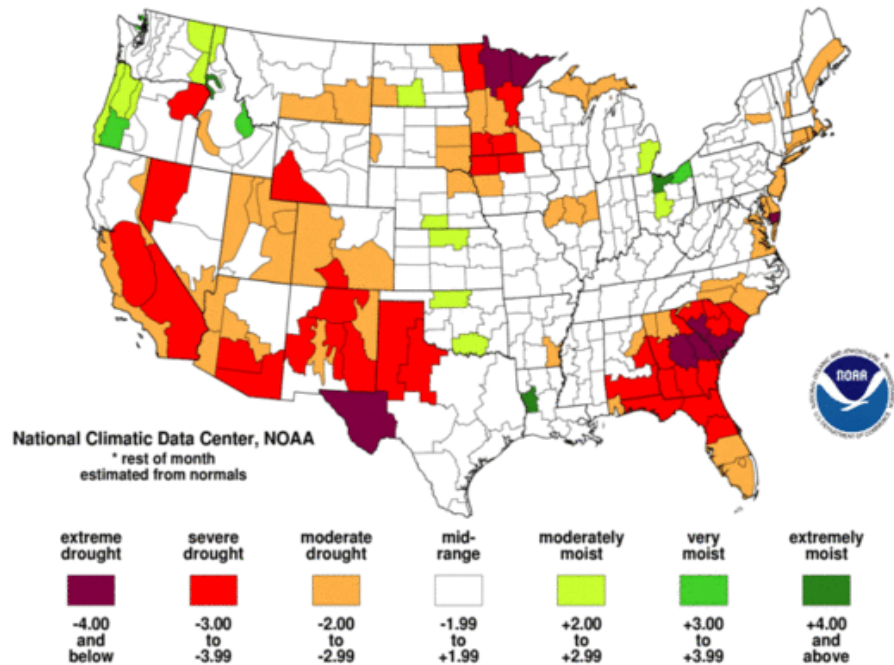 National Climatic Data Center, NOAA
* rest of month
estimated from normals
*
NOAA
extreme drought
severe drought
moderate drought
mid-range
moderately moist
very moist
extremely moist
-4.00 and below
-3.00 to -3.99
-2.00 to -2.99
-1.99 to +1.99
+2.00 to +2.99
+3.00 to +3.99
+4.00 and above